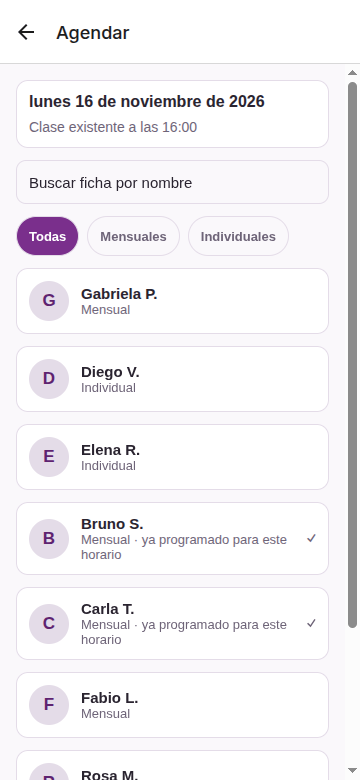 Agendar
lunes 16 de noviembre de 2026
Clase existente a las 16:00
Buscar ficha por nombre
Todas
Mensuales
Individuales
G
Gabriela P.
Mensual
D
Diego V.
Individual
E
Elena R.
Individual
B
Bruno S.
Mensual · ya programado para este
horario
C
Carla T.
Mensual · ya programado para este
horario
F
Fabio L.
Mensual
R
Rosa M.